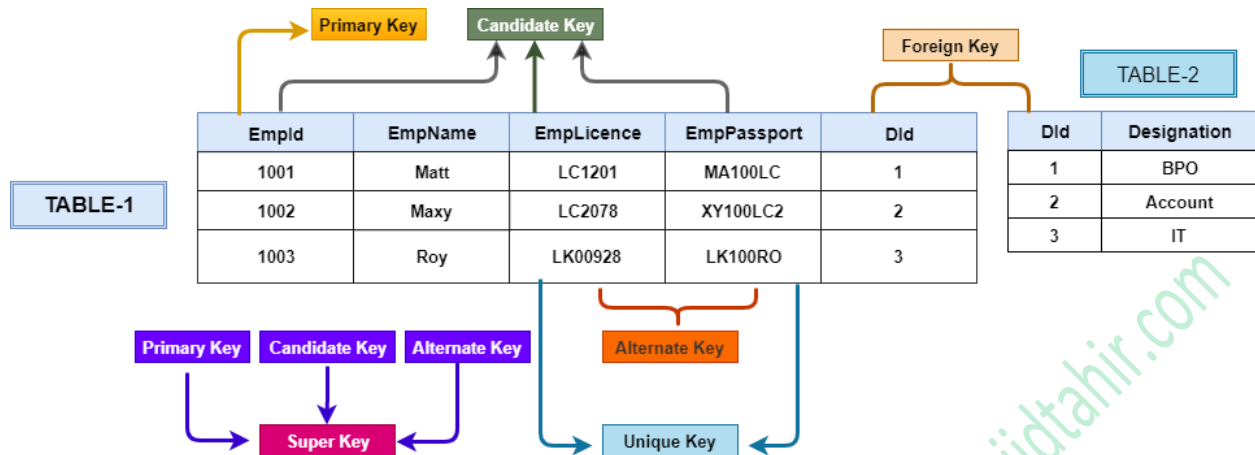 Primary Key
Candidate Key
Foreign Key
TABLE-2
EmpId EmpName EmpLicence EmpPassport DId
1001 Matt LC1201 MA100LC 1
1002 Maxy LC2078 XY100LC2 2
1003 Roy LK00928 LK100RO 3
DId Designation
1 BPO
2 Account
3 IT
TABLE-1
Primary Key Candidate Key Alternate Key
Alternate Key
Super Key
Unique Key